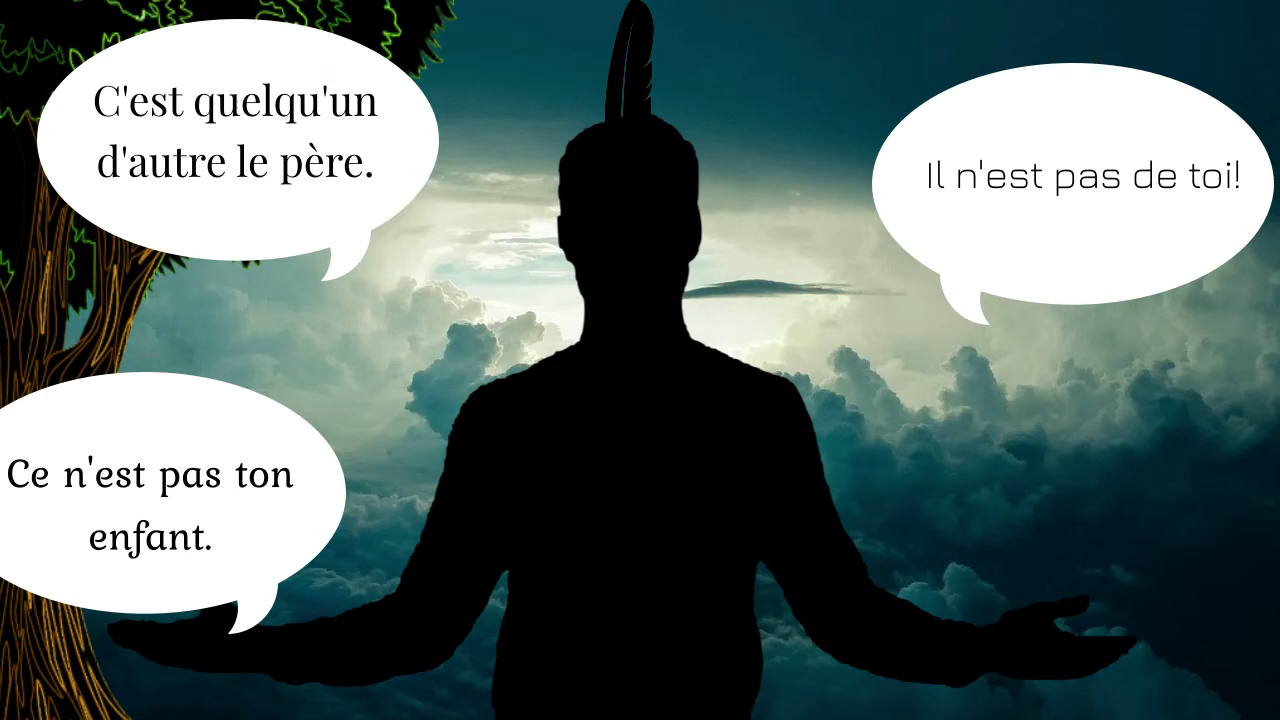 C'est quelqu'un
d'autre le père.
Il n'est pas de toi!
Ce n'est pas ton
enfant.